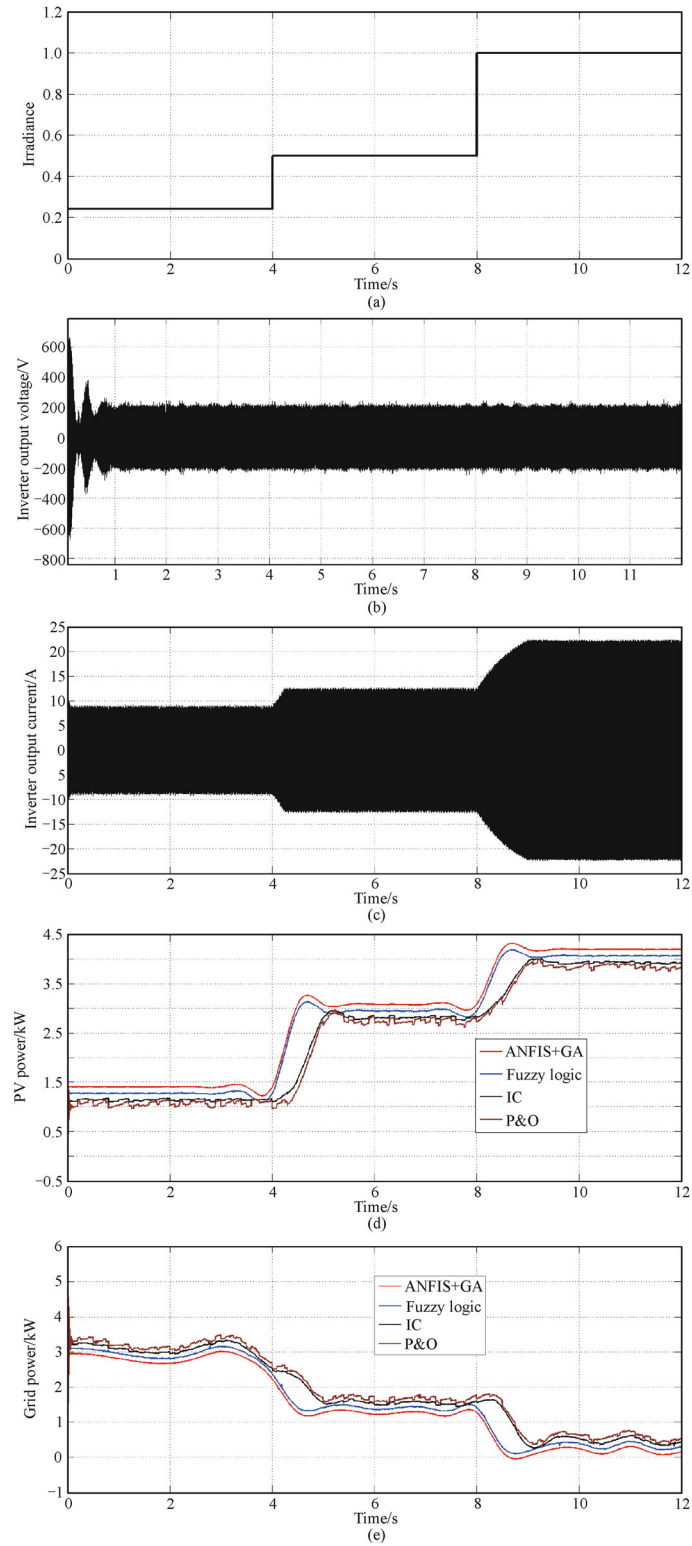 1.2
1.0
0.8
0.6
0.4
0.2
0
Irradiance
0 2 4 6 8 10 12
Time/s
(a)
600
400
200
0
−200
−400
−600
−800
Inverter output voltage/V
1 2 3 4 5 6 7 8 9 10 11
Time/s
(b)
25
20
15
10
5
0
5
−10
−15
−20
−25
Inverter output current/A
0 2 4 6 8 10 12
Time/s
(c)
4.5
3.5
2.5
1.5
0.5
−0.5
PV power/kW
ANFIS+GA
Fuzzy logic
IC
P&O
0 2 4 6 8 10 12
Time/s
(d)
6
5
4
3
2
1
0
−1
Grid power/kW
ANFIS+GA
Fuzzy logic
IC
P&O
0 2 4 6 8 10 12
Time/s
(e)